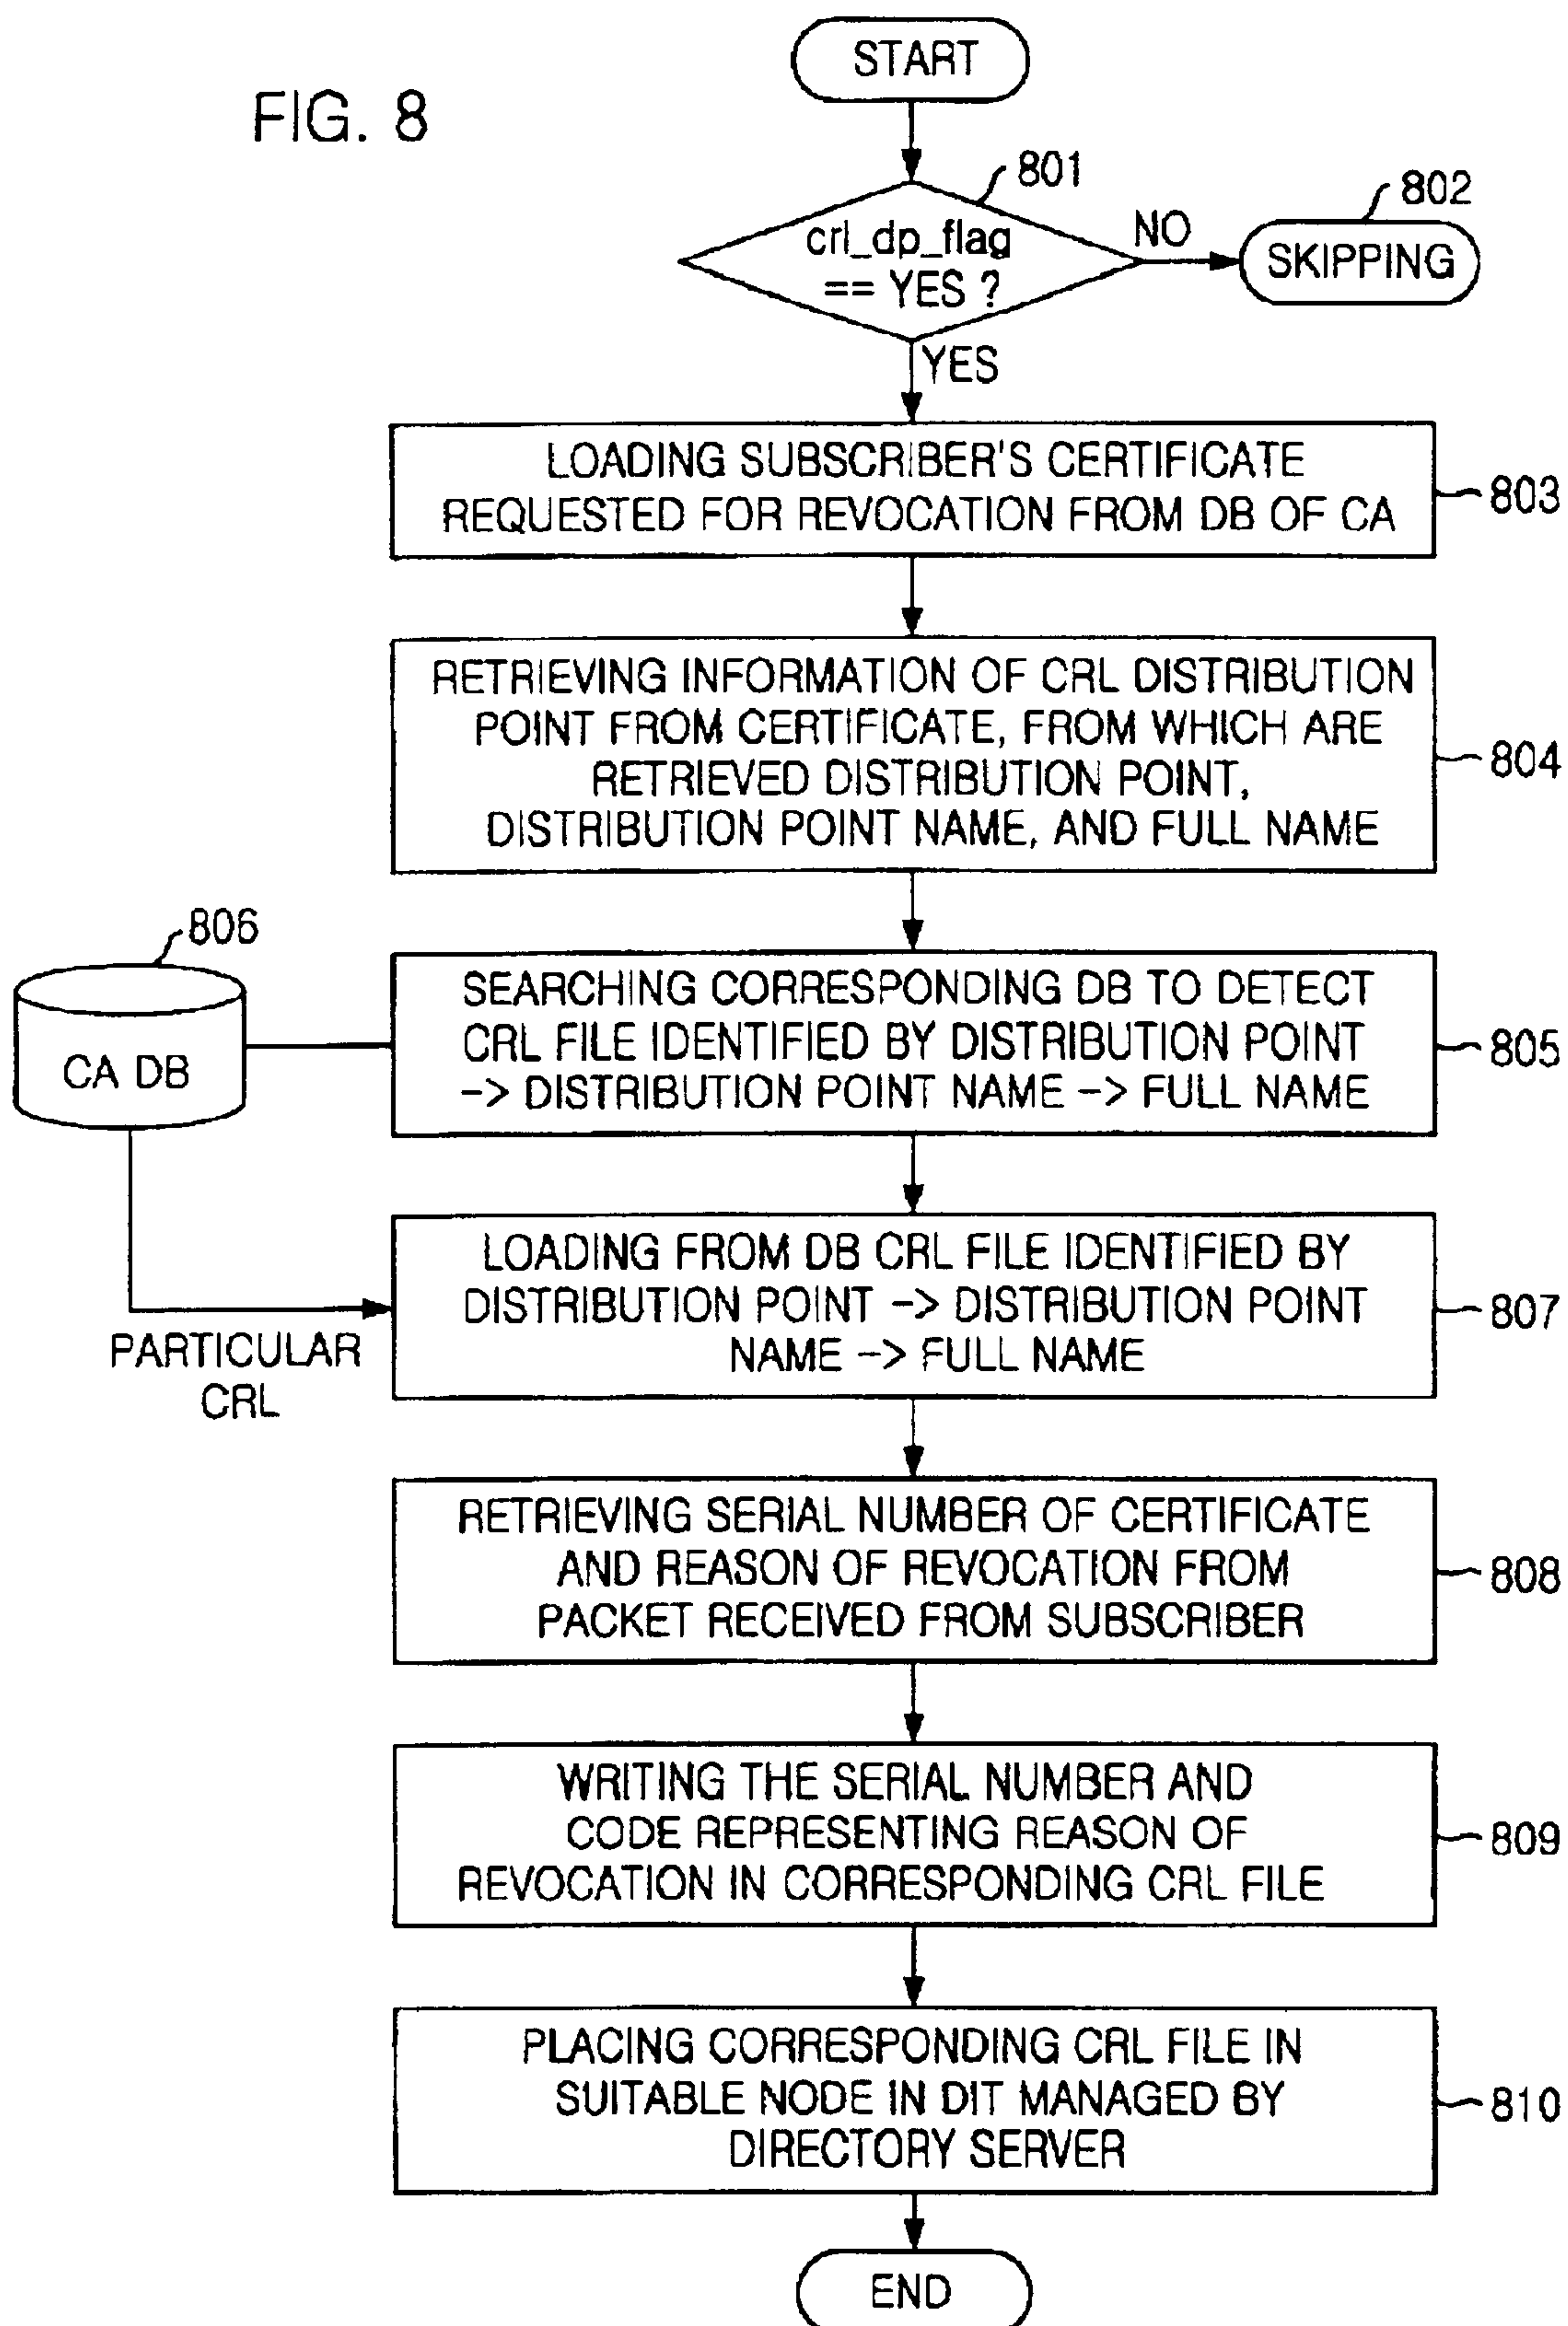 START
FIG. 8
801
802
crl_dp_flag
== YES ?
NO
SKIPPING
YES
LOADING SUBSCRIBER'S CERTIFICATE
REQUESTED FOR REVOCATION FROM DB OF CA
803
RETRIEVING INFORMATION OF CRL DISTRIBUTION
POINT FROM CERTIFICATE, FROM WHICH ARE
RETRIEVED DISTRIBUTION POINT,
DISTRIBUTION POINT NAME, AND FULL NAME
804
806
CA DB
SEARCHING CORRESPONDING DB TO DETECT
CRL FILE IDENTIFIED BY DISTRIBUTION POINT
-> DISTRIBUTION POINT NAME -> FULL NAME
805
LOADING FROM DB CRL FILE IDENTIFIED BY
DISTRIBUTION POINT -> DISTRIBUTION POINT
NAME -> FULL NAME
807
PARTICULAR
CRL
RETRIEVING SERIAL NUMBER OF CERTIFICATE
AND REASON OF REVOCATION FROM
PACKET RECEIVED FROM SUBSCRIBER
808
WRITING THE SERIAL NUMBER AND
CODE REPRESENTING REASON OF
REVOCATION IN CORRESPONDING CRL FILE
809
PLACING CORRESPONDING CRL FILE IN
SUITABLE NODE IN DIT MANAGED BY
DIRECTORY SERVER
810
END